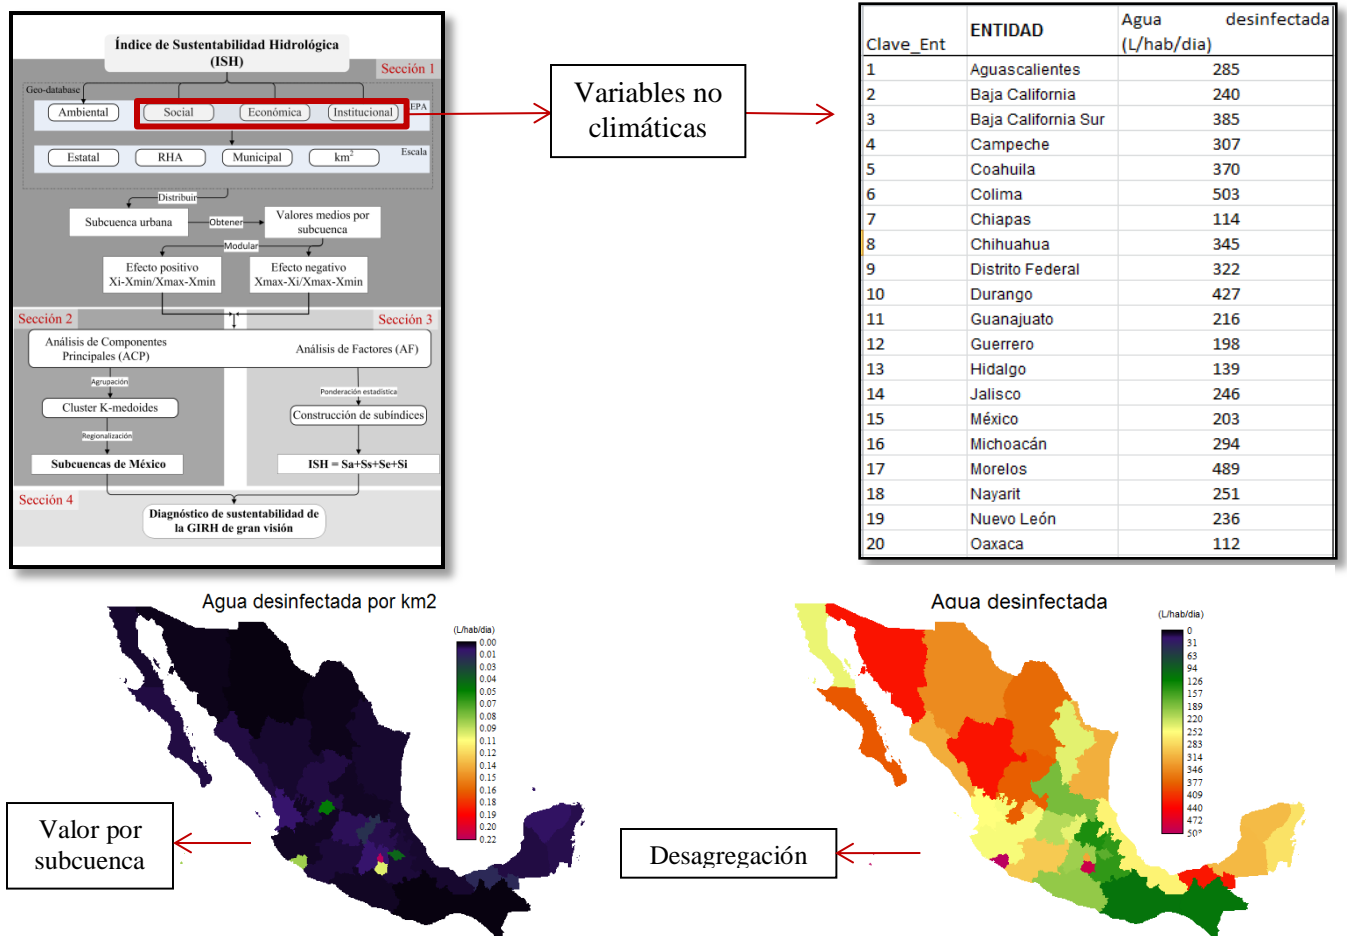 Índice de Sustentabilidad Hidrológica
(ISH)
Sección 1
Geo-database
Ambiental
Social
Económica
Institucional
EPA
Estatal
RHA
Municipal
km2
Escala
Distribuir
Subcuenca urbana
Obtener
Valores medios por
subcuenca
Modular
Efecto positivo
Xi-Xmin/Xmax-Xmin
Efecto negativo
Xmax-Xi/Xmax-Xmin
Sección 2
Sección 3
Análisis de Componentes
Principales (ACP)
Análisis de Factores (AF)
Agrupación
Ponderación estadística
Cluster K-medoides
Construcción de subíndices
Regionalización
Subcuencas de México
ISH = Sa+Ss+Se+Si
Sección 4
Diagnóstico de sustentabilidad de
la GIRH de gran visión
Variables no
climáticas
Clave_Ent ENTIDAD Agua desinfectada
(L/hab/dia)
1 Aguascalientes 285
2 Baja California 240
3 Baja California Sur 385
4 Campeche 307
5 Coahuila 370
6 Colima 503
7 Chiapas 114
8 Chihuahua 345
9 Distrito Federal 322
10 Durango 427
11 Guanajuato 216
12 Guerrero 198
13 Hidalgo 139
14 Jalisco 246
15 México 203
16 Michoacán 294
17 Morelos 489
18 Nayarit 251
19 Nuevo León 236
20 Oaxaca 112
Agua desinfectada por km2
(L/hab/dia)
0.00
0.01
0.03
0.04
0.05
0.07
0.08
0.09
0.11
0.12
0.14
0.15
0.16
0.18
0.19
0.20
0.22
Valor por
subcuenca
Agua desinfectada
(L/hab/dia)
0
31
63
94
126
157
189
220
252
283
314
346
377
409
440
472
503
Desagregación